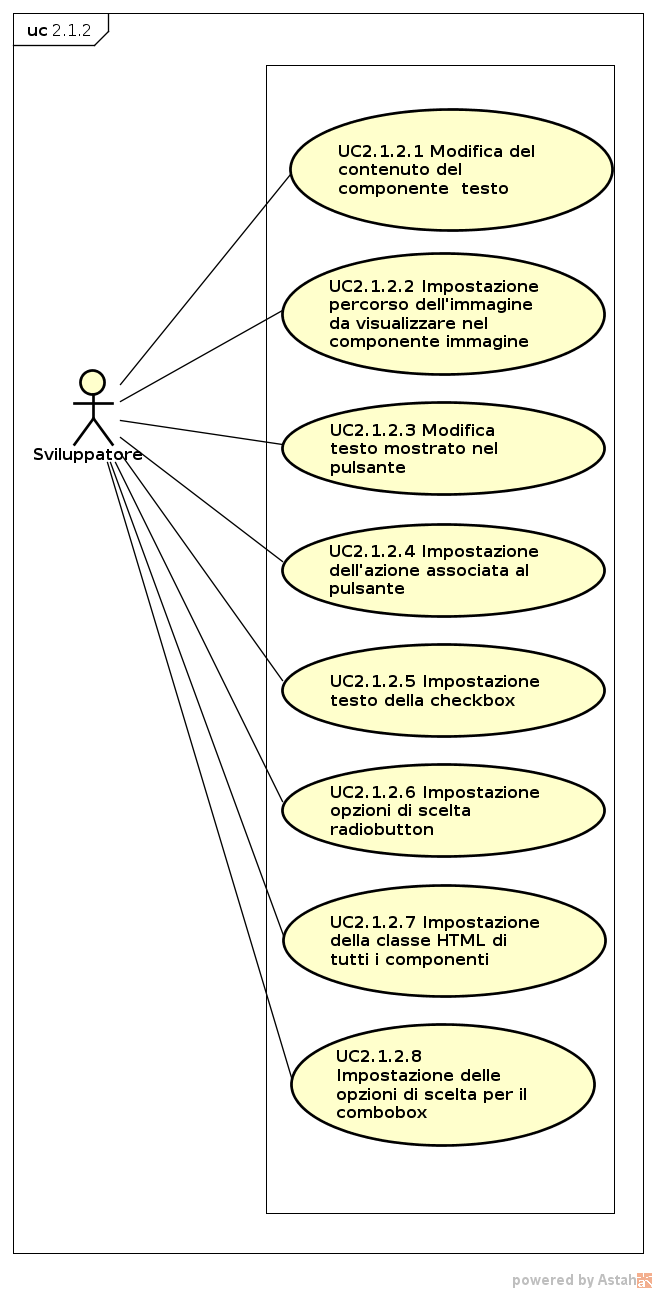 uc 2.1.2
UC2.1.2.1 Modifica del
contenuto del
componente  testo
UC2.1.2.2 Impostazione
percorso dell'immagine
da visualizzare nel
componente immagine
UC2.1.2.3 Modifica
testo mostrato nel
pulsante
Sviluppatore
UC2.1.2.4 Impostazione
dell'azione associata al
pulsante
UC2.1.2.5 Impostazione
testo della checkbox
UC2.1.2.6 Impostazione
opzioni di scelta
radiobutton
UC2.1.2.7 Impostazione
della classe HTML di
tutti i componenti
UC2.1.2.8
Impostazione delle
opzioni di scelta per il
combobox
powered by Astah